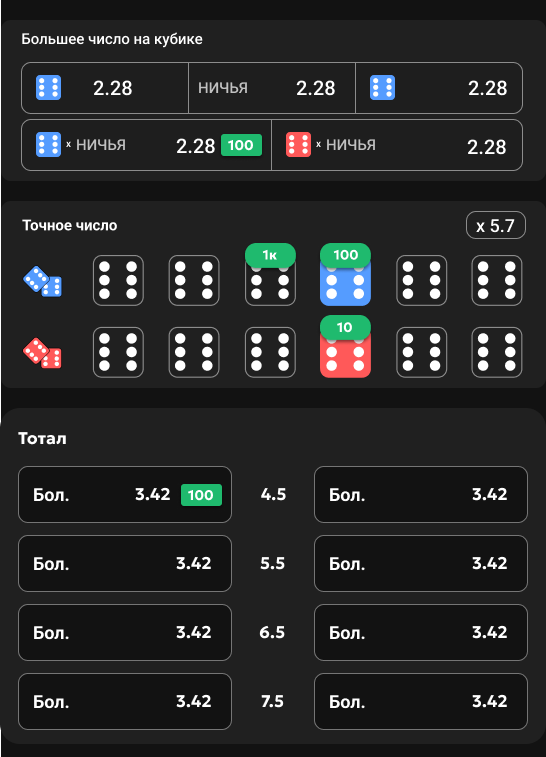 Большее число на кубике
2.28 НИЧЬЯ 2.28 2.28
х НИЧЬЯ 2.28 100 х НИЧЬЯ 2.28
Точное число x 5.7
1к 100
10
Тотал
Бол. 3.42 100 4.5 Бол. 3.42
Бол. 3.42 5.5 Бол. 3.42
Бол. 3.42 6.5 Бол. 3.42
Бол. 3.42 7.5 Бол. 3.42